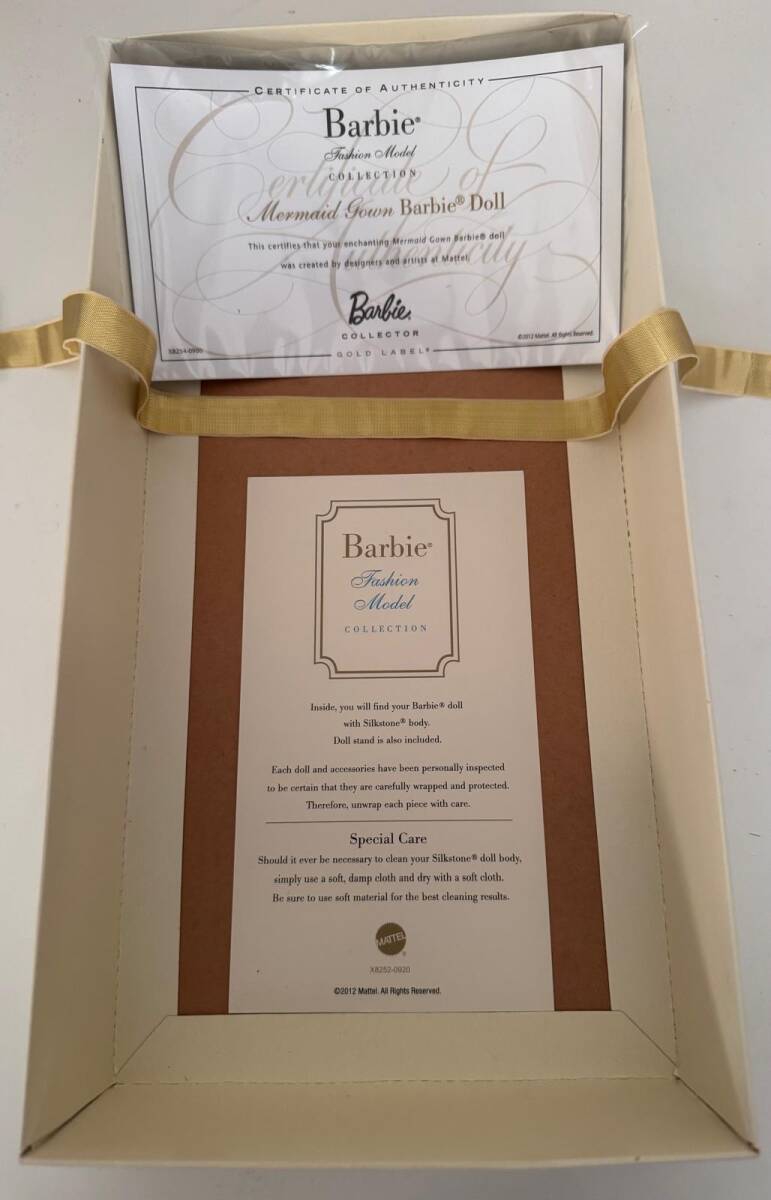 CERTIFICATE OF AUTHENTICITY
Barbie®
Fashion Model
COLLECTION
Certificate of
Authenticity
Mermaid Gown Barbie® Doll
This certifies that your enchanting Mermaid Gown Barbie® doll
was created by designers and artists at Mattel.
Barbie
COLLECTOR
X8254-0920
©2012 Mattel. All Rights Reserved.
GOLD LABEL®
Barbie®
Fashion
Model
COLLECTION
Inside, you will find your Barbie® doll
with Silkstone® body.
Doll stand is also included.
Each doll and accessories have been personally inspected
to be certain that they are carefully wrapped and protected.
Therefore, unwrap each piece with care.
Special Care
Should it ever be necessary to clean your Silkstone® doll body,
simply use a soft, damp cloth and dry with a soft cloth.
Be sure to use soft material for the best cleaning results.
MATTEL®
X8252-0920
©2012 Mattel. All Rights Reserved.